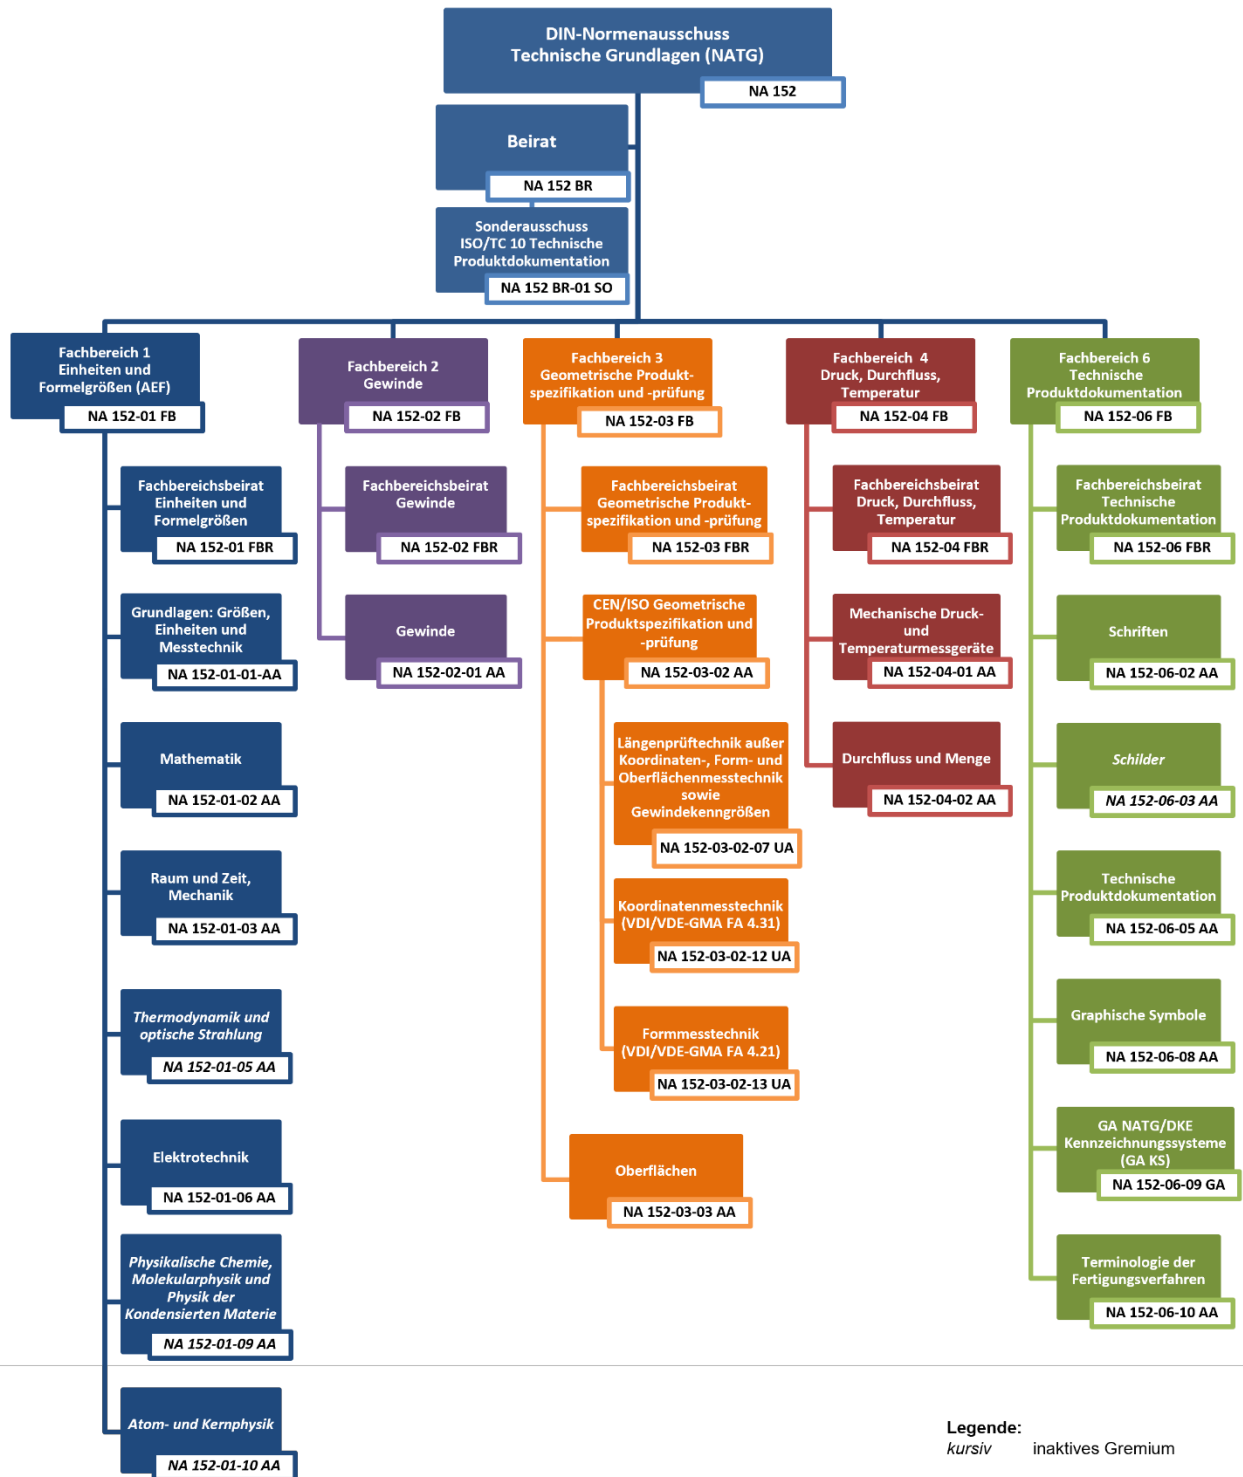 DIN-Normenausschuss
Technische Grundlagen (NATG)
NA 152
Beirat
NA 152 BR
Sonderausschuss
ISO/TC 10 Technische
Produktdokumentation
NA 152 BR-01 SO
Fachbereich 1
Einheiten und
Formelgrößen (AEF)
NA 152-01 FB
Fachbereichsbeirat
Einheiten und
Formelgrößen
NA 152-01 FBR
Grundlagen: Größen,
Einheiten und
Messtechnik
NA 152-01-01-AA
Mathematik
NA 152-01-02 AA
Raum und Zeit,
Mechanik
NA 152-01-03 AA
Thermodynamik und
optische Strahlung
NA 152-01-05 AA
Elektrotechnik
NA 152-01-06 AA
Physikalische Chemie,
Molekularphysik und
Physik der
Kondensierten Materie
NA 152-01-09 AA
Atom- und Kernphysik
NA 152-01-10 AA
Fachbereich 2
Gewinde
NA 152-02 FB
Fachbereichsbeirat
Gewinde
NA 152-02 FBR
Gewinde
NA 152-02-01 AA
Fachbereich 3
Geometrische Produkt-
spezifikation und -prüfung
NA 152-03 FB
Fachbereichsbeirat
Geometrische Produkt-
spezifikation und -prüfung
NA 152-03 FBR
CEN/ISO Geometrische
Produktspezifikation und
-prüfung
NA 152-03-02 AA
Längenprüftechnik außer
Koordinaten-, Form- und
Oberflächenmesstechnik
sowie
Gewindekenngrößen
NA 152-03-02-07 UA
Koordinatenmesstechnik
(VDI/VDE-GMA FA 4.31)
NA 152-03-02-12 UA
Formmesstechnik
(VDI/VDE-GMA FA 4.21)
NA 152-03-02-13 UA
Oberflächen
NA 152-03-03 AA
Fachbereich 4
Druck, Durchfluss,
Temperatur
NA 152-04 FB
Fachbereichsbeirat
Druck, Durchfluss,
Temperatur
NA 152-04 FBR
Mechanische Druck-
und
Temperaturmessgeräte
NA 152-04-01 AA
Durchfluss und Menge
NA 152-04-02 AA
Fachbereich 6
Technische
Produktdokumentation
NA 152-06 FB
Fachbereichsbeirat
Technische
Produktdokumentation
NA 152-06 FBR
Schriften
NA 152-06-02 AA
Schilder
NA 152-06-03 AA
Technische
Produktdokumentation
NA 152-06-05 AA
Graphische Symbole
NA 152-06-08 AA
GA NATG/DKE
Kennzeichnungssysteme
(GA KS)
NA 152-06-09 GA
Terminologie der
Fertigungsverfahren
NA 152-06-10 AA
Legende:
kursiv inaktives Gremium